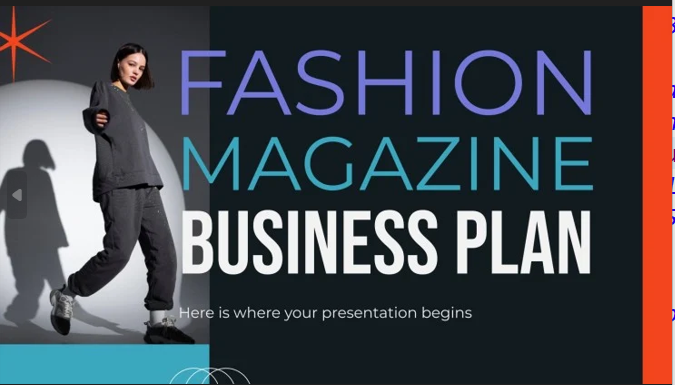 FASHION
MAGAZINE
BUSINESS PLAN
Here is where your presentation begins